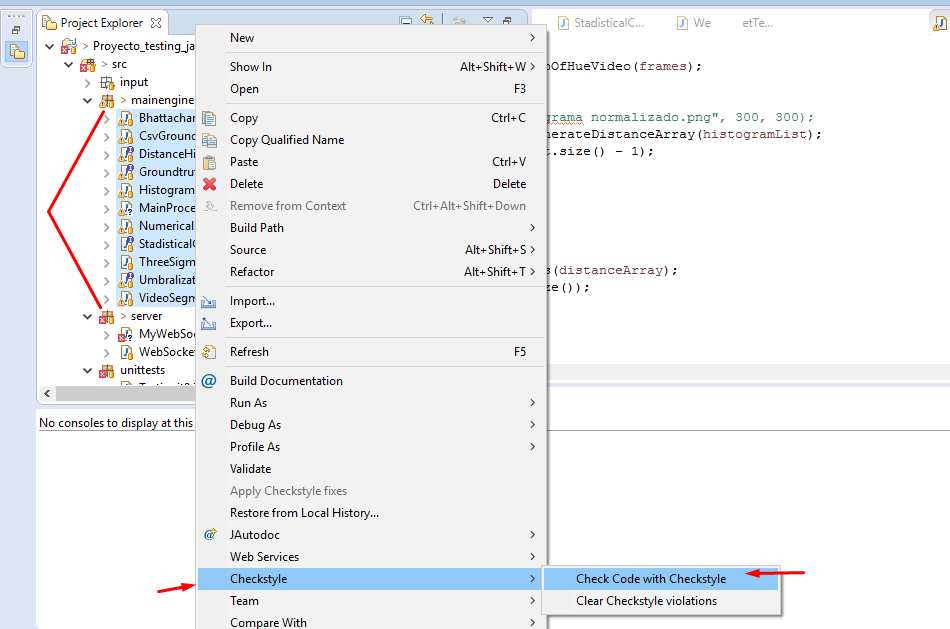 Project Explorer
StadisticalC...
We
etTe...
> Proyecto_testing_ja
> src
input
> mainengine
Bhattachar
CsvGround
DistanceHi
Groundtru
Histogram
MainProce
Numerical
Stadistical
ThreeSigm
Umbralizat
VideoSegm
> server
MyWebSoc
WebSocke
unittests
New
Show In Alt+Shift+W >
Open F3
Copy Ctrl+C
Copy Qualified Name
Paste Ctrl+V
Delete Delete
Remove from Context Ctrl+Alt+Shift+Down
Build Path
Source Alt+Shift+S >
Refactor Alt+Shift+T >
Import...
Export...
Refresh F5
Build Documentation
Run As
Debug As
Profile As
Validate
Apply Checkstyle fixes
Restore from Local History...
JAutodoc
Web Services
Checkstyle
Team
Compare With
Check Code with Checkstyle
Clear Checkstyle violations
OfHueVideo(frames);
grama normalizado.png", 300, 300);
nerateDistanceArray(histogramList);
.size() - 1);
s(distanceArray);
ze());
No consoles to display at this